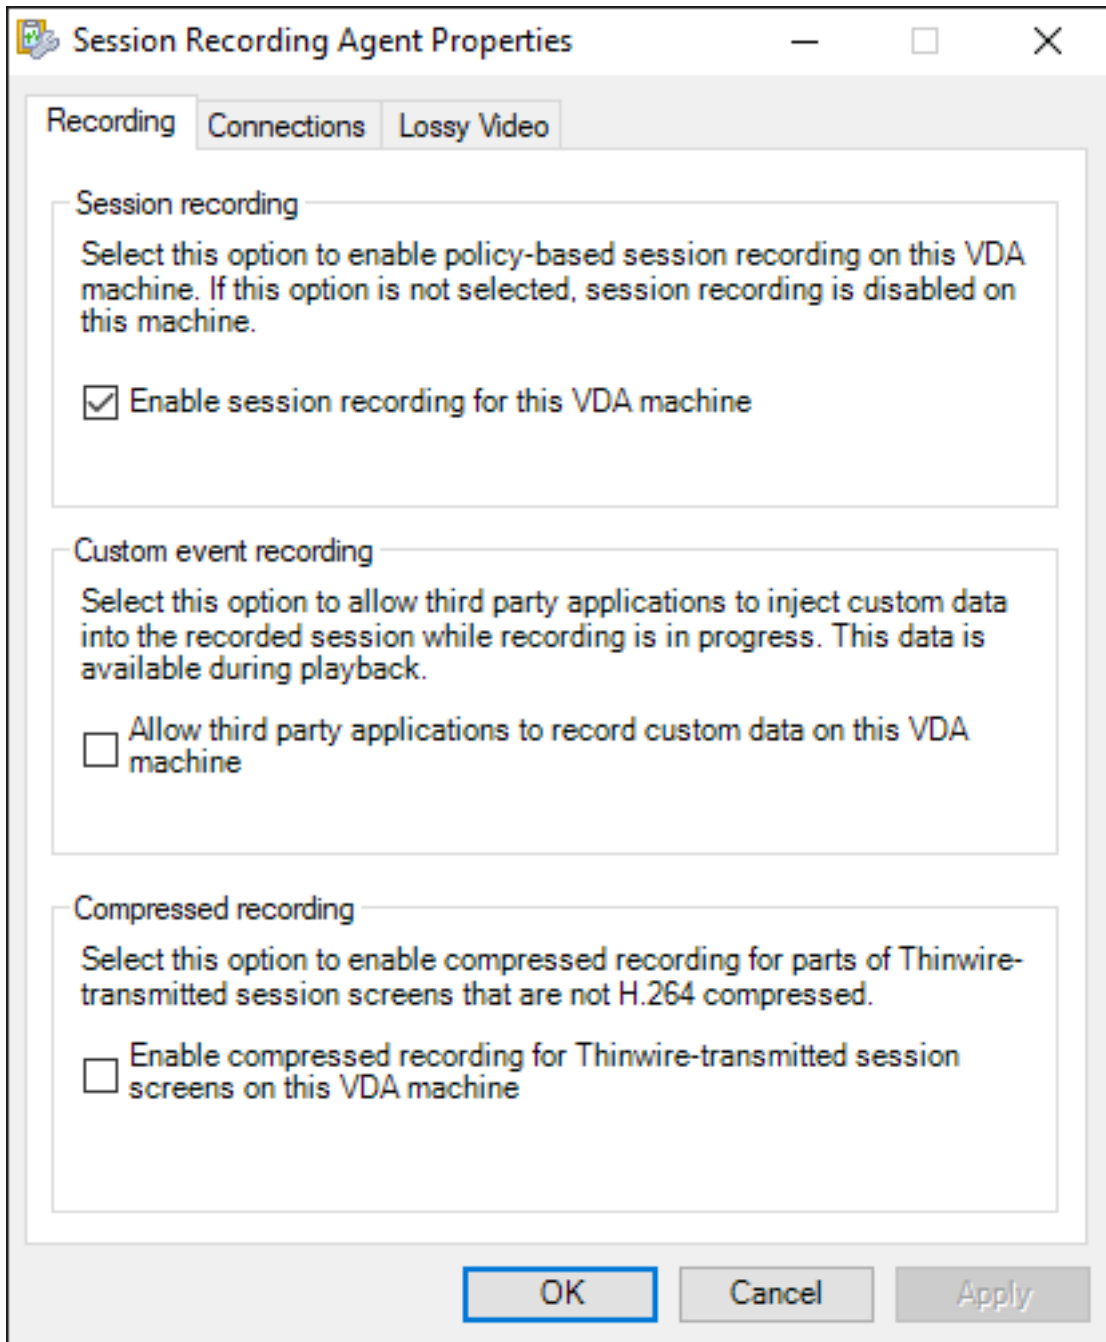 Session Recording Agent Properties
Recording
Connections
Lossy Video
Session recording
Select this option to enable policy-based session recording on this VDA
machine. If this option is not selected, session recording is disabled on
this machine.
Enable session recording for this VDA machine
Custom event recording
Select this option to allow third party applications to inject custom data
into the recorded session while recording is in progress. This data is
available during playback.
Allow third party applications to record custom data on this VDA
machine
Compressed recording
Select this option to enable compressed recording for parts of Thinwire-
transmitted session screens that are not H.264 compressed.
Enable compressed recording for Thinwire-transmitted session
screens on this VDA machine
OK
Cancel
Apply